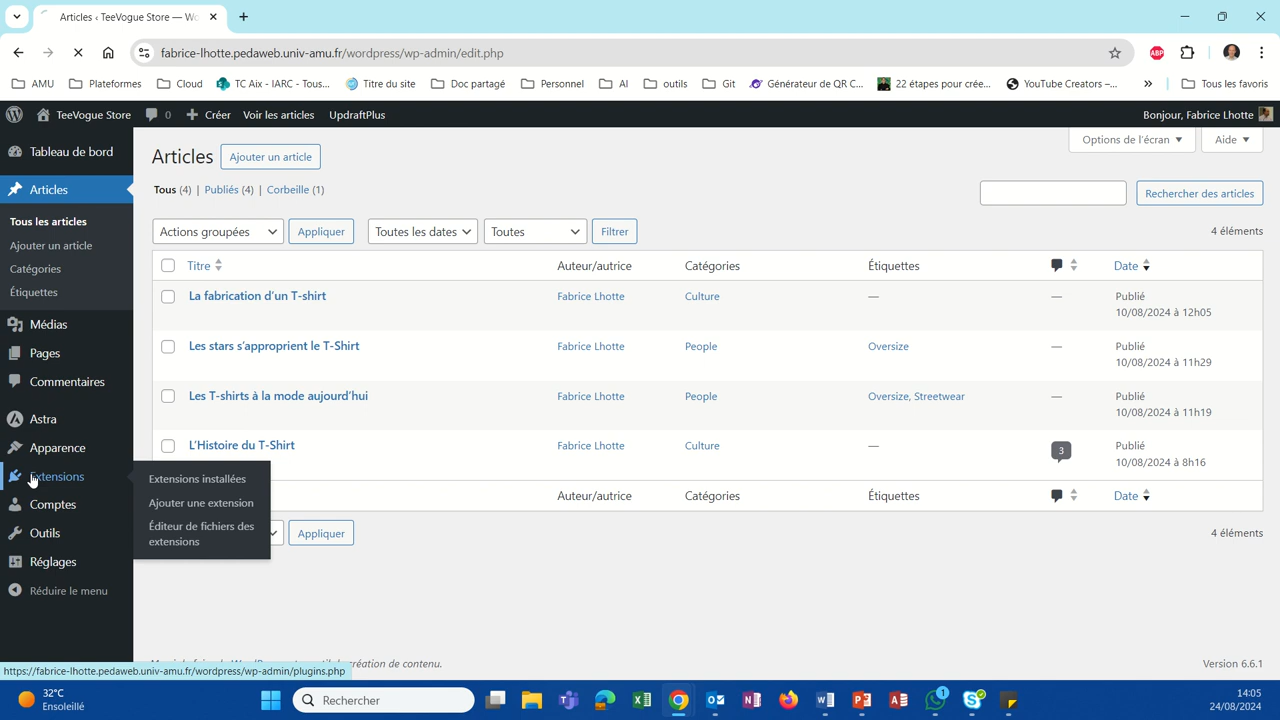 Articles ‹ TeeVogue Store — Wo
fabrice-lhotte.pedaweb.univ-amu.fr/wordpress/wp-admin/edit.php
AMU
Plateformes
Cloud
TC Aix - IARC - Tous...
Titre du site
Doc partagé
Personnel
AI
outils
Git
Générateur de QR C...
22 étapes pour crée...
YouTube Creators –...
»
Tous les favoris
TeeVogue Store
0
Créer
Voir les articles
UpdraftPlus
Bonjour, Fabrice Lhotte
Tableau de bord
Articles
Tous les articles
Ajouter un article
Catégories
Étiquettes
Médias
Pages
Commentaires
Astra
Apparence
Extensions
Comptes
Outils
Réglages
Réduire le menu
Extensions installées
Ajouter une extension
Éditeur de fichiers des
extensions
Options de l'écran
Aide
Articles
Ajouter un article
Tous (4) | Publiés (4) | Corbeille (1)
Rechercher des articles
Actions groupées
Appliquer
Toutes les dates
Toutes
Filtrer
4 éléments
Titre Auteur/autrice Catégories Étiquettes Date
La fabrication d'un T-shirt Fabrice Lhotte Culture — — Publié
10/08/2024 à 12h05
Les stars s'approprient le T-Shirt Fabrice Lhotte People Oversize — Publié
10/08/2024 à 11h29
Les T-shirts à la mode aujourd'hui Fabrice Lhotte People Oversize, Streetwear — Publié
10/08/2024 à 11h19
L'Histoire du T-Shirt Fabrice Lhotte Culture — 3 Publié
10/08/2024 à 8h16
Auteur/autrice Catégories Étiquettes Date
Appliquer
4 éléments
création de contenu.
Version 6.6.1
https://fabrice-lhotte.pedaweb.univ-amu.fr/wordpress/wp-admin/plugins.php
32°C
Ensoleillé
Rechercher
1
14:05
24/08/2024